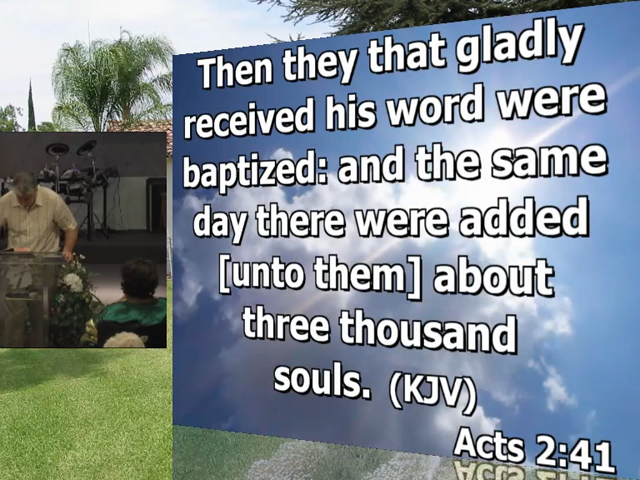 Then they that gladly
received his word were
baptized: and the same
day there were added
[unto them] about
three thousand
souls. (KJV)
Acts 2:41